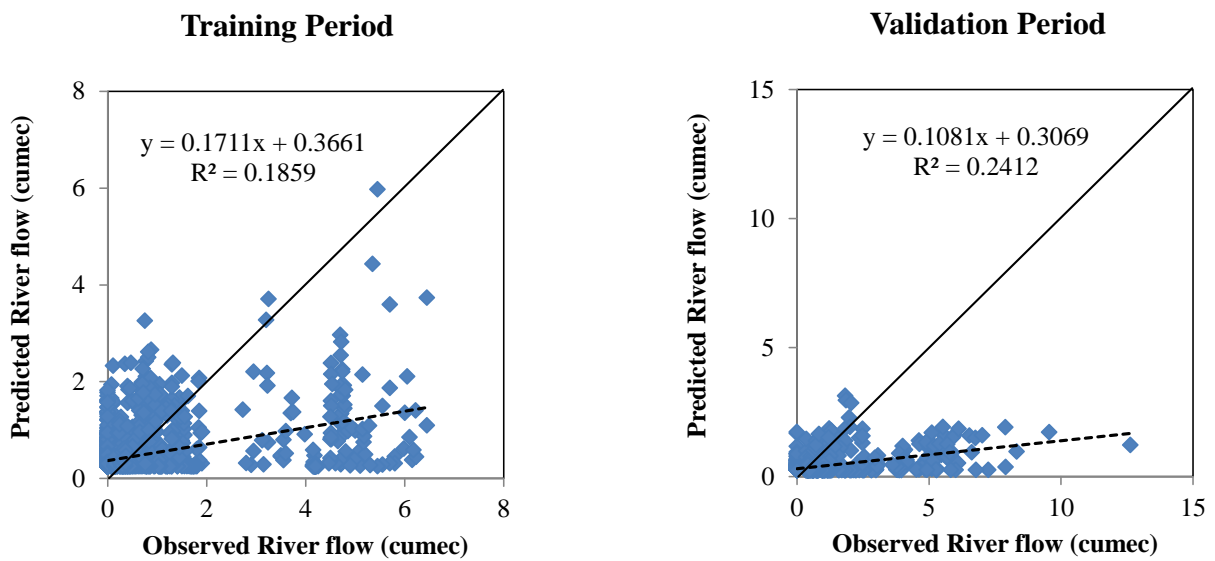 Training Period
Validation Period
y = 0.1711x + 0.3661
R² = 0.1859
8
6
4
2
0
0 2 4 6 8
Predicted River flow (cumec)
Observed River flow (cumec)
y = 0.1081x + 0.3069
R² = 0.2412
15
10
5
0
0 5 10 15
Predicted River flow (cumec)
Observed River flow (cumec)